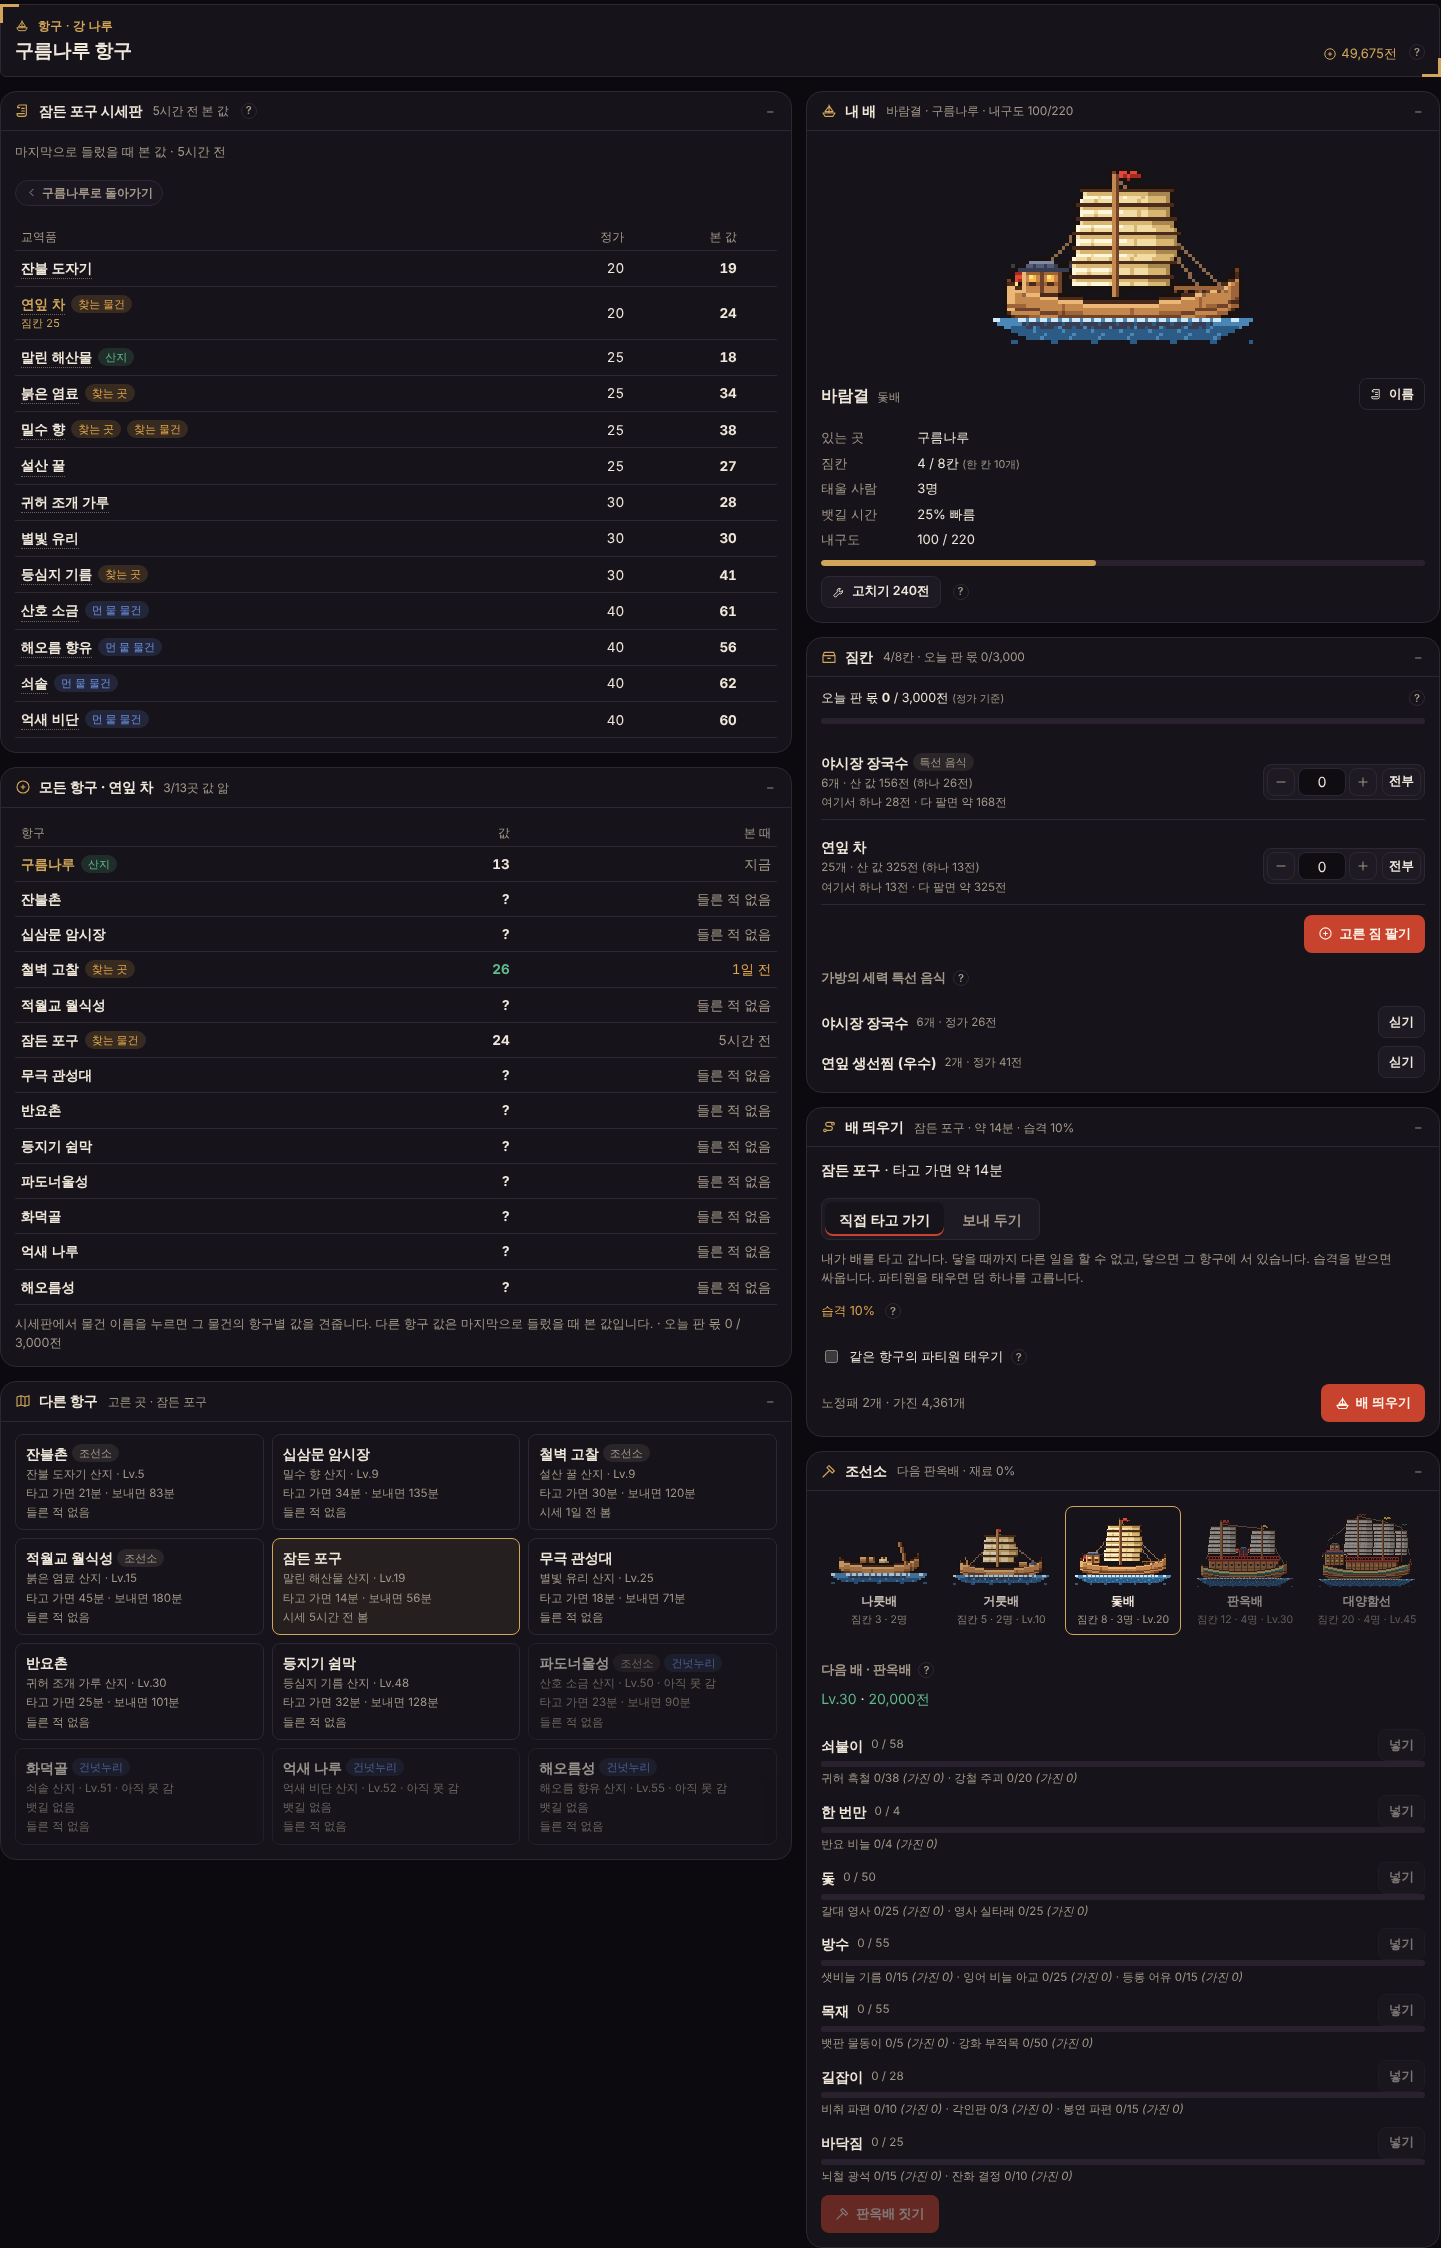 항구 · 강 나루
구름나루 항구
49,675전 ?
잠든 포구 시세판 5시간 전 본 값 ?
마지막으로 들렀을 때 본 값 · 5시간 전
구름나루로 돌아가기
교역품 정가 본 값
잔불 도자기 20 19
연잎 차 찾는 물건 20 24
짐칸 25
말린 해산물 산지 25 18
붉은 염료 찾는 곳 25 34
밀수 향 찾는 곳 찾는 물건 25 38
설산 꿀 25 27
귀허 조개 가루 30 28
별빛 유리 30 30
등심지 기름 찾는 곳 30 41
산호 소금 먼 물 물건 40 61
해오름 향유 먼 물 물건 40 56
쇠솥 먼 물 물건 40 62
억새 비단 먼 물 물건 40 60
모든 항구 · 연잎 차 3/13곳 값 앎
항구 값 본 때
구름나루 산지 13 지금
잔불촌 ? 들른 적 없음
십삼문 암시장 ? 들른 적 없음
철벽 고찰 찾는 곳 26 1일 전
적월교 월식성 ? 들른 적 없음
잠든 포구 찾는 물건 24 5시간 전
무극 관성대 ? 들른 적 없음
반요촌 ? 들른 적 없음
등지기 쉼막 ? 들른 적 없음
파도너울성 ? 들른 적 없음
화덕골 ? 들른 적 없음
억새 나루 ? 들른 적 없음
해오름성 ? 들른 적 없음
시세판에서 물건 이름을 누르면 그 물건의 항구별 값을 견줍니다. 다른 항구 값은 마지막으로 들렀을 때 본 값입니다. · 오늘 판 몫 0 /
3,000전
다른 항구 고른 곳 · 잠든 포구
잔불촌 조선소
잔불 도자기 산지 · Lv.5
타고 가면 21분 · 보내면 83분
들른 적 없음
십삼문 암시장
밀수 향 산지 · Lv.9
타고 가면 34분 · 보내면 135분
들른 적 없음
철벽 고찰 조선소
설산 꿀 산지 · Lv.9
타고 가면 30분 · 보내면 120분
시세 1일 전 봄
적월교 월식성 조선소
붉은 염료 산지 · Lv.15
타고 가면 45분 · 보내면 180분
들른 적 없음
잠든 포구
말린 해산물 산지 · Lv.19
타고 가면 14분 · 보내면 56분
시세 5시간 전 봄
무극 관성대
별빛 유리 산지 · Lv.25
타고 가면 18분 · 보내면 71분
들른 적 없음
반요촌
귀허 조개 가루 산지 · Lv.30
타고 가면 25분 · 보내면 101분
들른 적 없음
등지기 쉼막
등심지 기름 산지 · Lv.48
타고 가면 32분 · 보내면 128분
들른 적 없음
파도너울성 조선소 건넛누리
산호 소금 산지 · Lv.50 · 아직 못 감
타고 가면 23분 · 보내면 90분
들른 적 없음
화덕골 건넛누리
쇠솥 산지 · Lv.51 · 아직 못 감
뱃길 없음
들른 적 없음
억새 나루 건넛누리
억새 비단 산지 · Lv.52 · 아직 못 감
뱃길 없음
들른 적 없음
해오름성 건넛누리
해오름 향유 산지 · Lv.55 · 아직 못 감
뱃길 없음
들른 적 없음
내 배 바람결 · 구름나루 · 내구도 100/220
바람결 돛배
이름
있는 곳 구름나루
짐칸 4 / 8칸 (한 칸 10개)
태울 사람 3명
뱃길 시간 25% 빠름
내구도 100 / 220
고치기 240전 ?
짐칸 4/8칸 · 오늘 판 몫 0/3,000
오늘 판 몫 0 / 3,000전 (정가 기준) ?
야시장 장국수 특선 음식
6개 · 산 값 156전 (하나 26전)
여기서 하나 28전 · 다 팔면 약 168전
− 0 + 전부
연잎 차
25개 · 산 값 325전 (하나 13전)
여기서 하나 13전 · 다 팔면 약 325전
− 0 + 전부
고른 짐 팔기
가방의 세력 특선 음식 ?
야시장 장국수 6개 · 정가 26전 싣기
연잎 생선찜 (우수) 2개 · 정가 41전 싣기
배 띄우기 잠든 포구 · 약 14분 · 습격 10%
잠든 포구 · 타고 가면 약 14분
직접 타고 가기 보내 두기
내가 배를 타고 갑니다. 닿을 때까지 다른 일을 할 수 없고, 닿으면 그 항구에 서 있습니다. 습격을 받으면
싸웁니다. 파티원을 태우면 덤 하나를 고릅니다.
습격 10% ?
같은 항구의 파티원 태우기 ?
노정패 2개 · 가진 4,361개
배 띄우기
조선소 다음 판옥배 · 재료 0%
나룻배
짐칸 3 · 2명
거룻배
짐칸 5 · 2명 · Lv.10
돛배
짐칸 8 · 3명 · Lv.20
판옥배
짐칸 12 · 4명 · Lv.30
대양함선
짐칸 20 · 4명 · Lv.45
다음 배 · 판옥배 ?
Lv.30 · 20,000전
쇠붙이 0 / 58 넣기
귀허 흑철 0/38 (가진 0) · 강철 주괴 0/20 (가진 0)
한 번만 0 / 4 넣기
반요 비늘 0/4 (가진 0)
돛 0 / 50 넣기
갈대 영사 0/25 (가진 0) · 영사 실타래 0/25 (가진 0)
방수 0 / 55 넣기
샛비늘 기름 0/15 (가진 0) · 잉어 비늘 아교 0/25 (가진 0) · 등롱 어유 0/15 (가진 0)
목재 0 / 55 넣기
뱃판 물동이 0/5 (가진 0) · 강화 부적목 0/50 (가진 0)
길잡이 0 / 28 넣기
비취 파편 0/10 (가진 0) · 각인판 0/3 (가진 0) · 봉연 파편 0/15 (가진 0)
바닥짐 0 / 25 넣기
뇌철 광석 0/15 (가진 0) · 잔화 결정 0/10 (가진 0)
판옥배 짓기